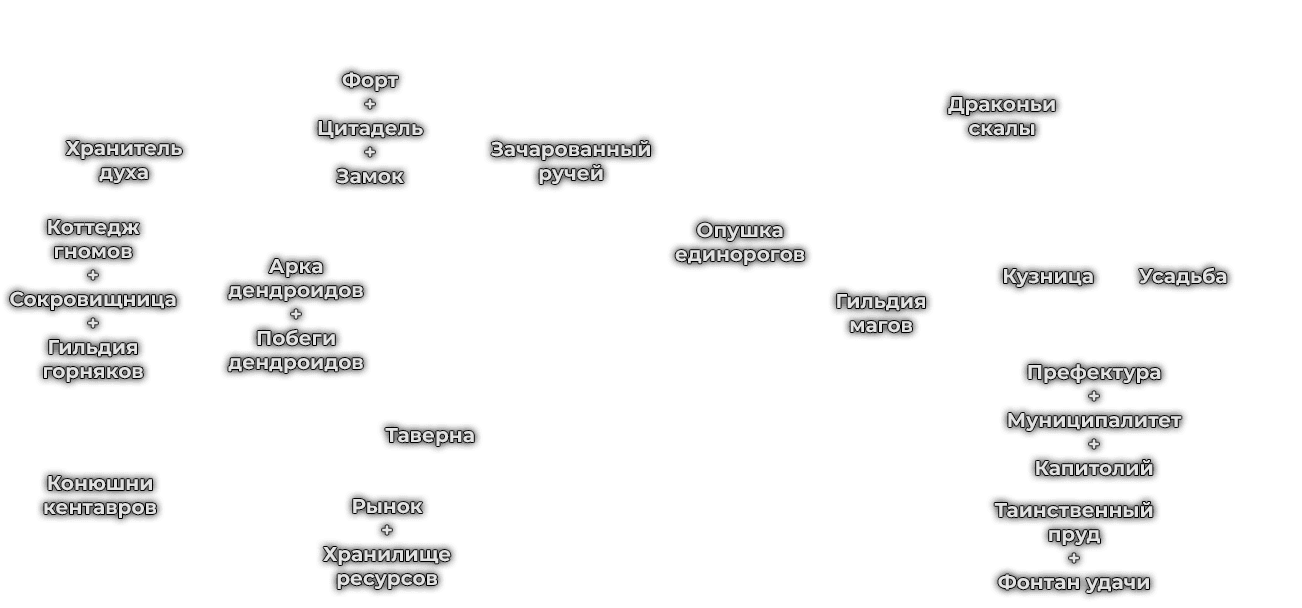 Форт
+
Цитадель
+
Замок
Драконьи
скалы
Хранитель
духа
Зачарованный
ручей
Коттедж
гномов
+
Сокровищница
+
Гильдия
горняков
Арка
дендроидов
+
Побеги
дендроидов
Опушка
единорогов
Гильдия
магов
Кузница
Усадьба
Префектура
+
Муниципалитет
+
Капитолий
Таверна
Конюшни
кентавров
Рынок
+
Хранилище
ресурсов
Таинственный
пруд
+
Фонтан удачи